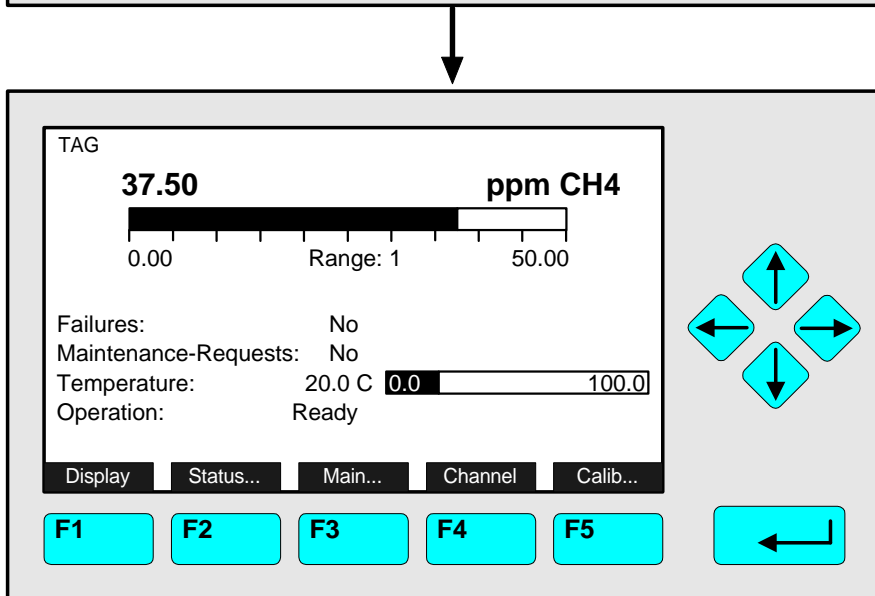 TAG
37.50 ppm CH4
0.00 Range: 1 50.00
Failures: No
Maintenance-Requests: No
Temperature: 20.0 C 0.0 100.0
Operation: Ready
Display Status... Main... Channel Calib...
F1 F2 F3 F4 F5